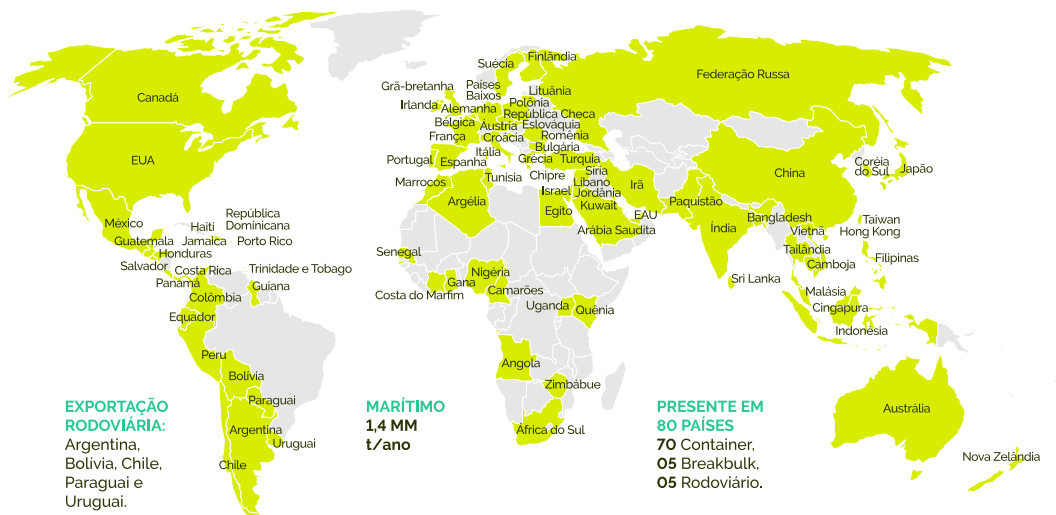 Canadá
EUA
México
Guatemala
Honduras
Salvador
Costa Rica
Panamá
Haiti
Jamaica
República
Dominicana
Porto Rico
Trinidade e Tobago
Guiana
Colômbia
Equador
Peru
Bolívia
Paraguai
Argentina
Uruguai
Chile
Suécia
Finlândia
Grã-bretanha
Irlanda
Países
Baixos
Lituânia
Alemanha
Polônia
Bélgica
República Checa
Áustria
Eslováquia
França
Croácia
Romênia
Itália
Bulgária
Portugal
Espanha
Grécia
Turquia
Marrocos
Tunisia
Chipre
Síria
Líbano
Israel
Jordânia
Argélia
Egito
Kuwait
Irã
EAU
Arábia Saudita
Senegal
Costa do Marfim
Gana
Nigéria
Camarões
Uganda
Quênia
Angola
Zimbábue
África do Sul
Federação Russa
China
Coréia
do Sul
Japão
Paquistão
Índia
Bangladesh
Vietnã
Tailândia
Camboja
Taiwan
Hong Kong
Filipinas
Sri Lanka
Malásia
Cingapura
Indonésia
Austrália
Nova Zelândia
EXPORTAÇÃO
RODOVIÁRIA:
Argentina,
Bolívia, Chile,
Paraguai e
Uruguai.
MARÍTIMO
1,4 MM
t/ano
PRESENTE EM
80 PAÍSES
70 Container,
05 Breakbulk,
05 Rodoviário.